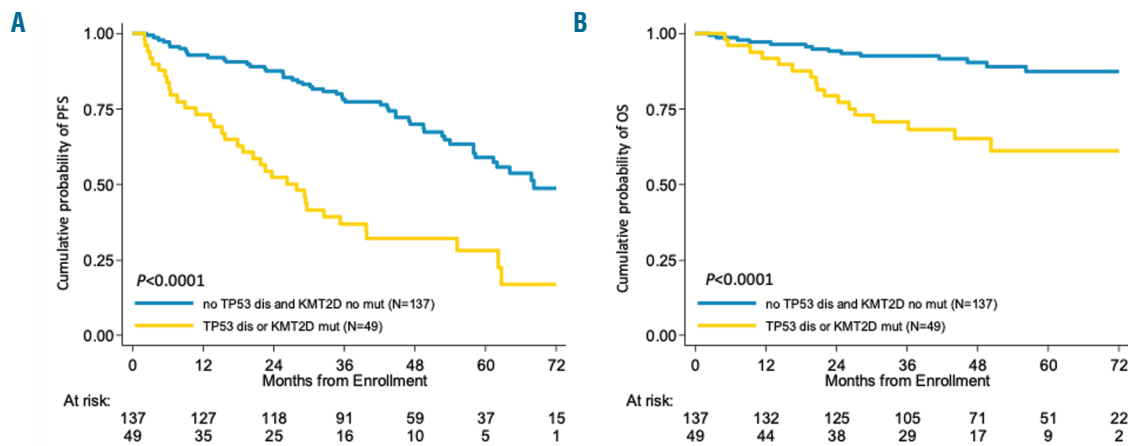 A
Cumulative probability of PFS
1.00
0.75
0.50
0.25
0.00
P<0.0001
no TP53 dis and KMT2D no mut (N=137)
TP53 dis or KMT2D mut (N=49)
0 12 24 36 48 60 72
Months from Enrollment
At risk:
137 127 118 91 59 37 15
49 35 25 16 10 5 1
B
Cumulative probability of OS
1.00
0.75
0.50
0.25
0.00
P<0.0001
no TP53 dis and KMT2D no mut (N=137)
TP53 dis or KMT2D mut (N=49)
0 12 24 36 48 60 72
Months from Enrollment
At risk:
137 132 125 105 71 51 22
49 44 38 29 17 9 2